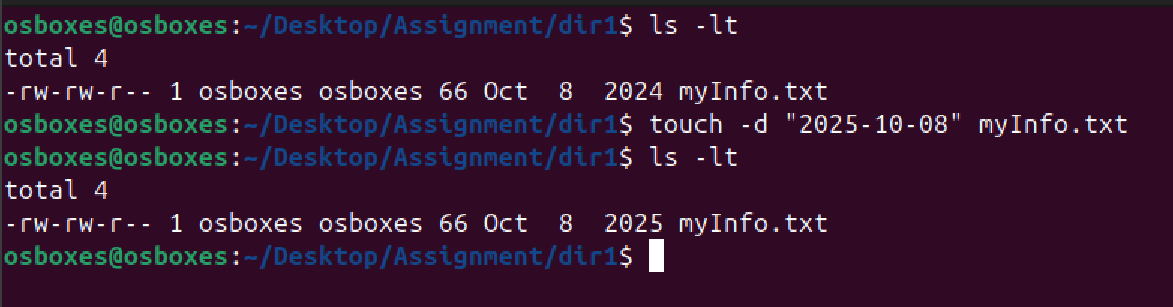 osboxes@osboxes:~/Desktop/Assignment/dir1$ ls -lt
total 4
-rw-rw-r-- 1 osboxes osboxes 66 Oct  8  2024 myInfo.txt
osboxes@osboxes:~/Desktop/Assignment/dir1$ touch -d "2025-10-08" myInfo.txt
osboxes@osboxes:~/Desktop/Assignment/dir1$ ls -lt
total 4
-rw-rw-r-- 1 osboxes osboxes 66 Oct  8  2025 myInfo.txt
osboxes@osboxes:~/Desktop/Assignment/dir1$